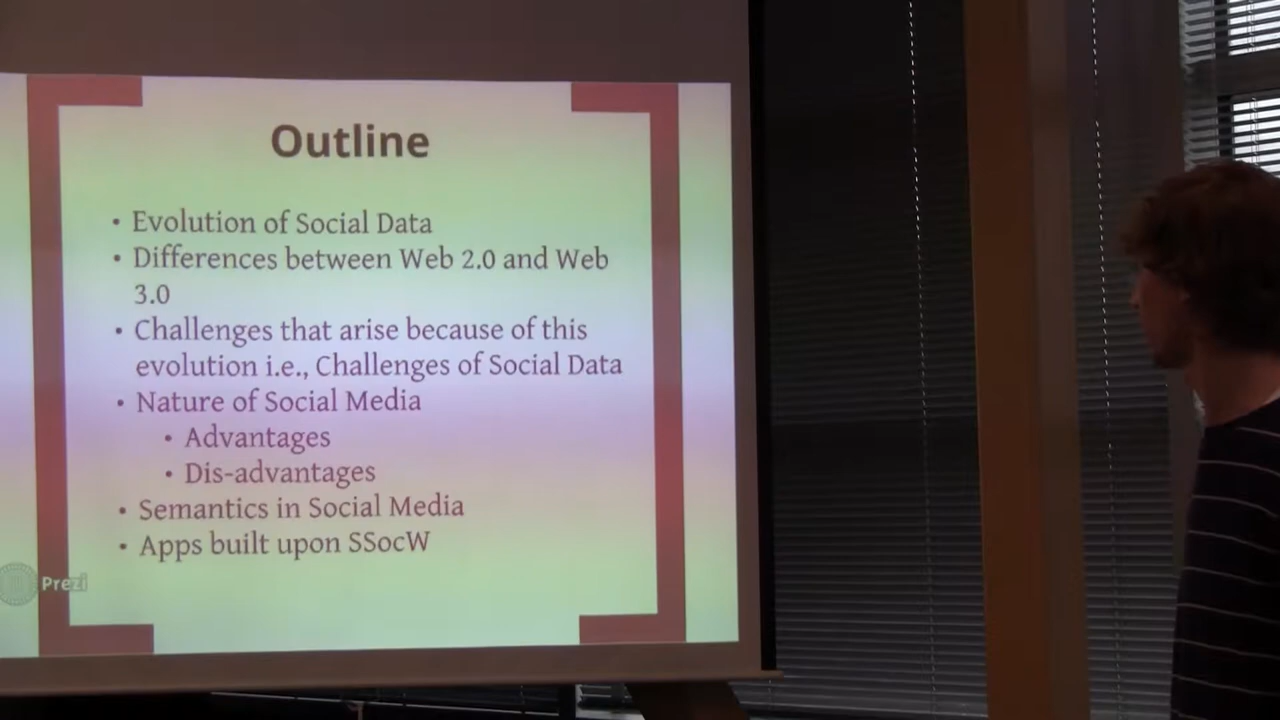 Outline
• Evolution of Social Data
• Differences between Web 2.0 and Web
3.0
• Challenges that arise because of this
evolution i.e., Challenges of Social Data
• Nature of Social Media
• Advantages
• Dis-advantages
• Semantics in Social Media
• Apps built upon SSocW
Prezi